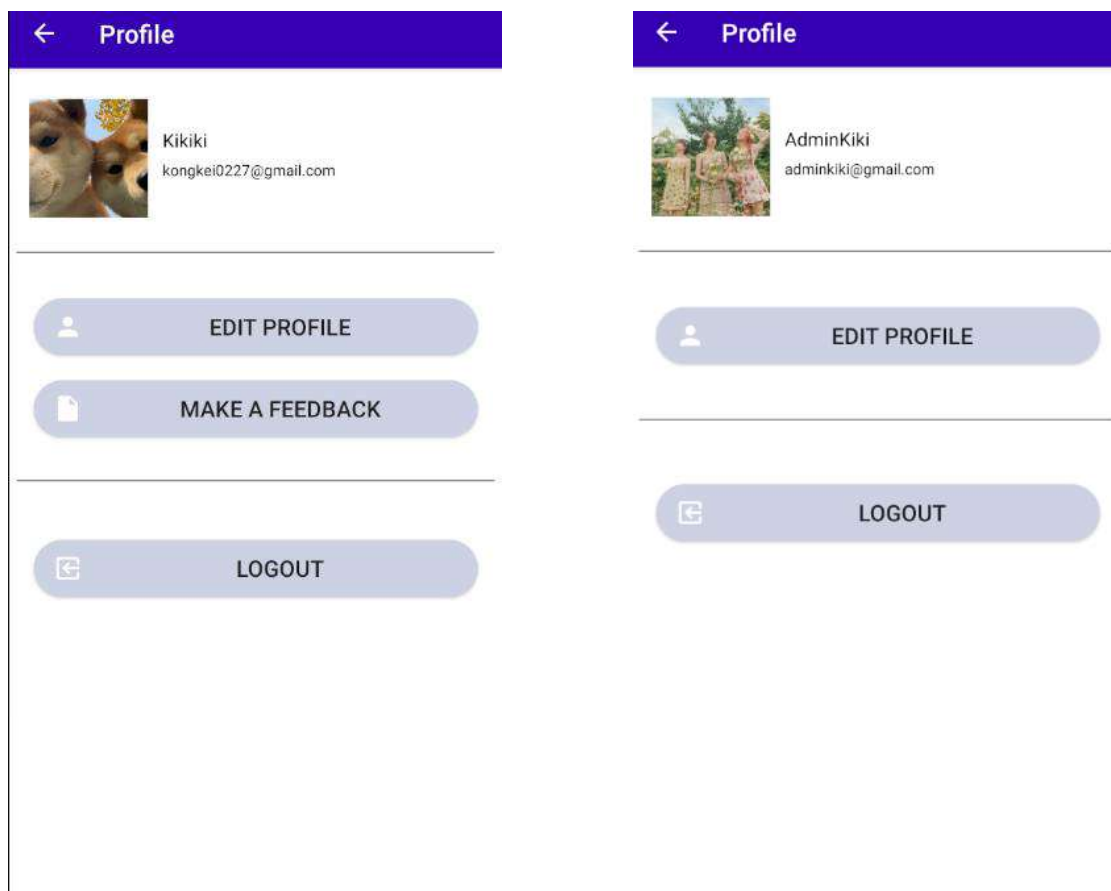 Profile
Kikiki
kongkei0227@gmail.com
EDIT PROFILE
MAKE A FEEDBACK
LOGOUT
Profile
AdminKiki
adminkiki@gmail.com
EDIT PROFILE
LOGOUT